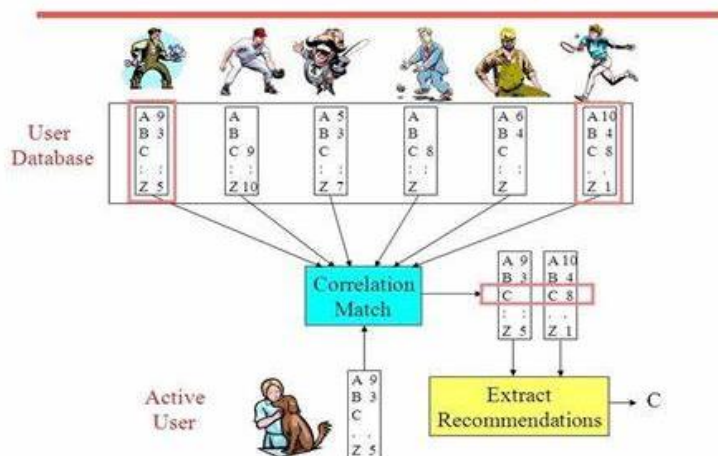 User
Database
A 9
B 3
C
: :
Z 5
A
B
C 9
: :
Z 10
A 5
B 3
C
: :
Z 7
A
B
C 8
: :
Z
A 6
B 4
C
: :
Z
A 10
B 4
C 8
. .
Z 1
Correlation
Match
A 9
B 3
C
: :
Z 5
A 10
B 4
C 8
. .
Z 1
Active
User
A 9
B 3
C
. .
Z 5
Extract
Recommendations
C